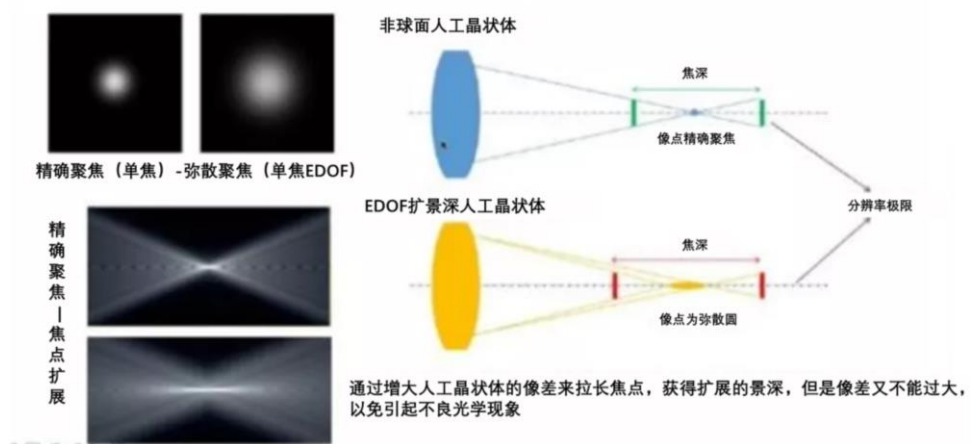 非球面人工晶状体
焦深
像点精确聚焦
精确聚焦（单焦）-弥散聚焦（单焦EDOF）
EDOF扩景深人工晶状体
分辨率极限
焦深
像点为弥散圆
精确聚焦—焦点扩展
通过增大人工晶状体的像差来拉长焦点，获得扩展的景深，但是像差又不能过大，
以免引起不良光学现象